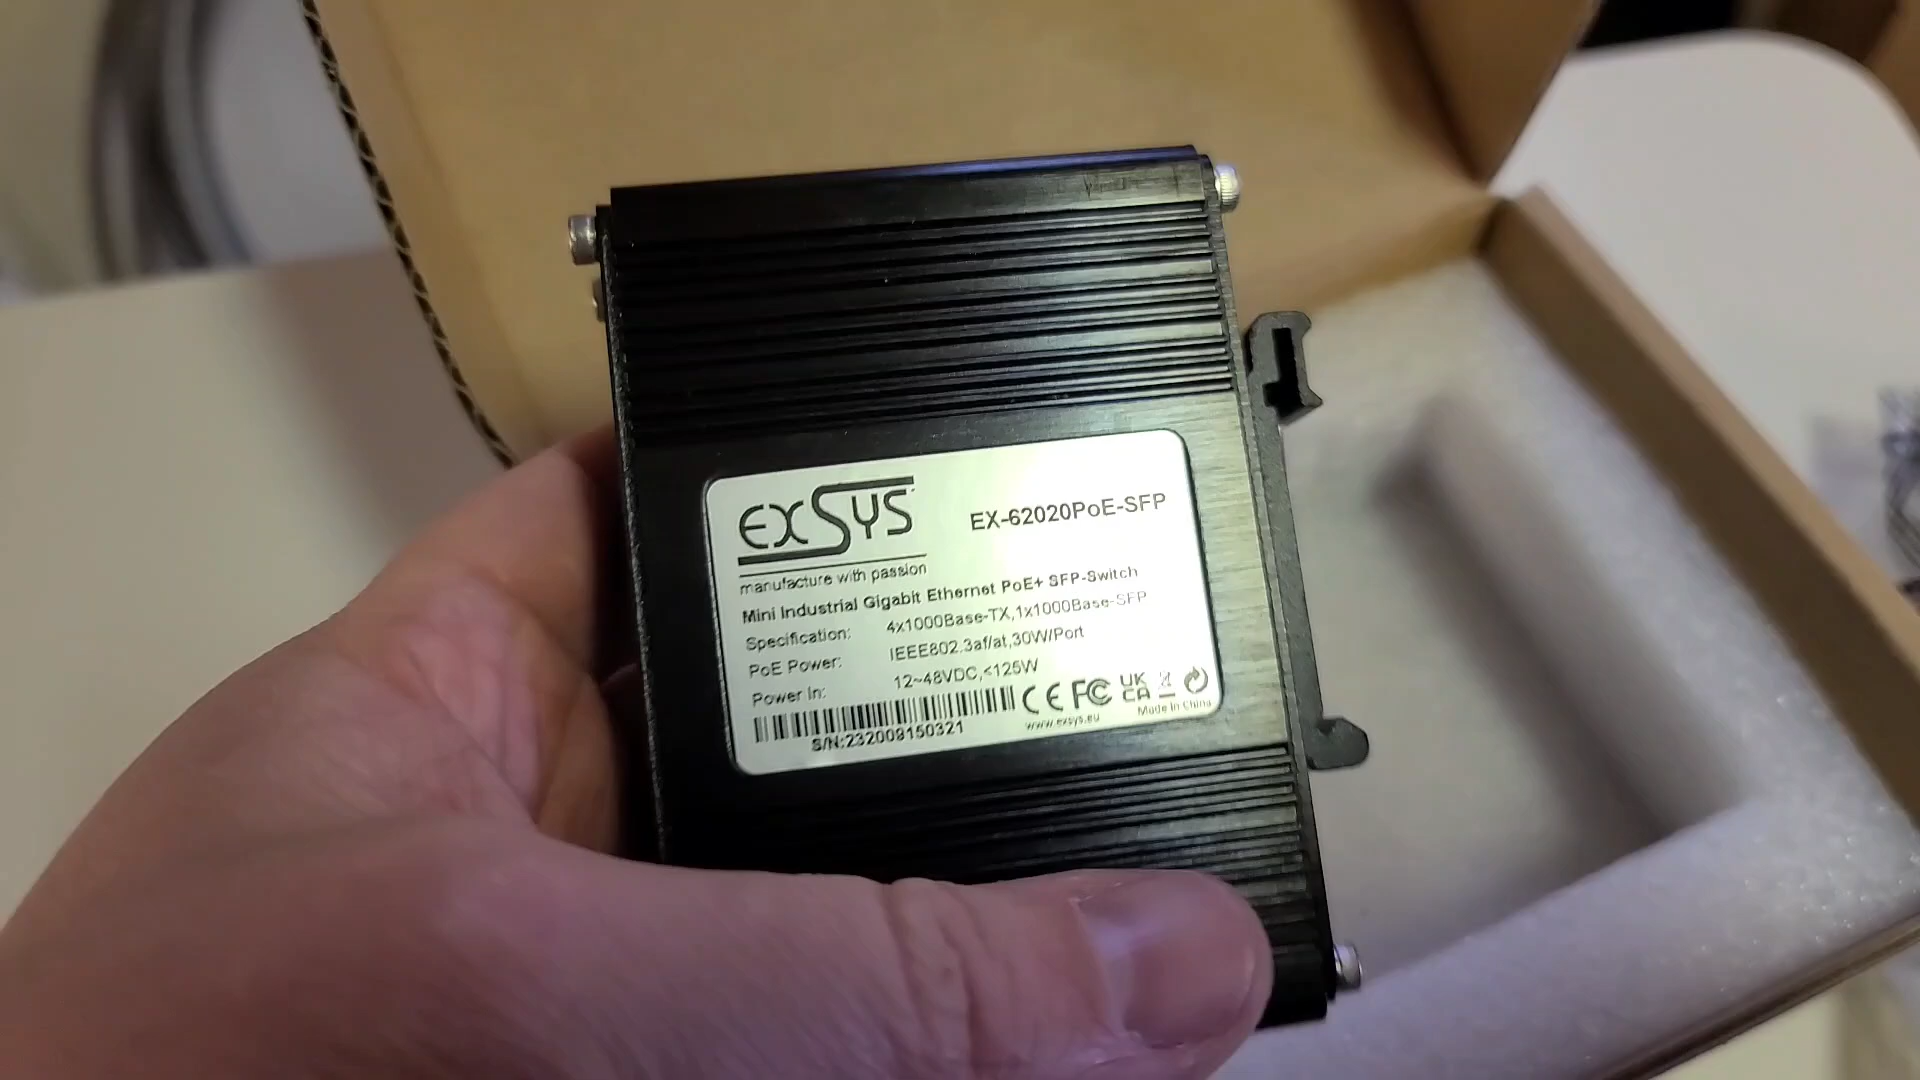 EXSYS
EX-62020PoE-SFP
manufacture with passion
Mini Industrial Gigabit Ethernet PoE+ SFP-Switch
Specification: 4x1000Base-TX,1x1000Base-SFP
PoE Power: IEEE802.3af/at,30W/Port
Power In: 12~48VDC,≤125W
CE FC UK CA
S/N:232009150321
www.exsys.eu
Made In China